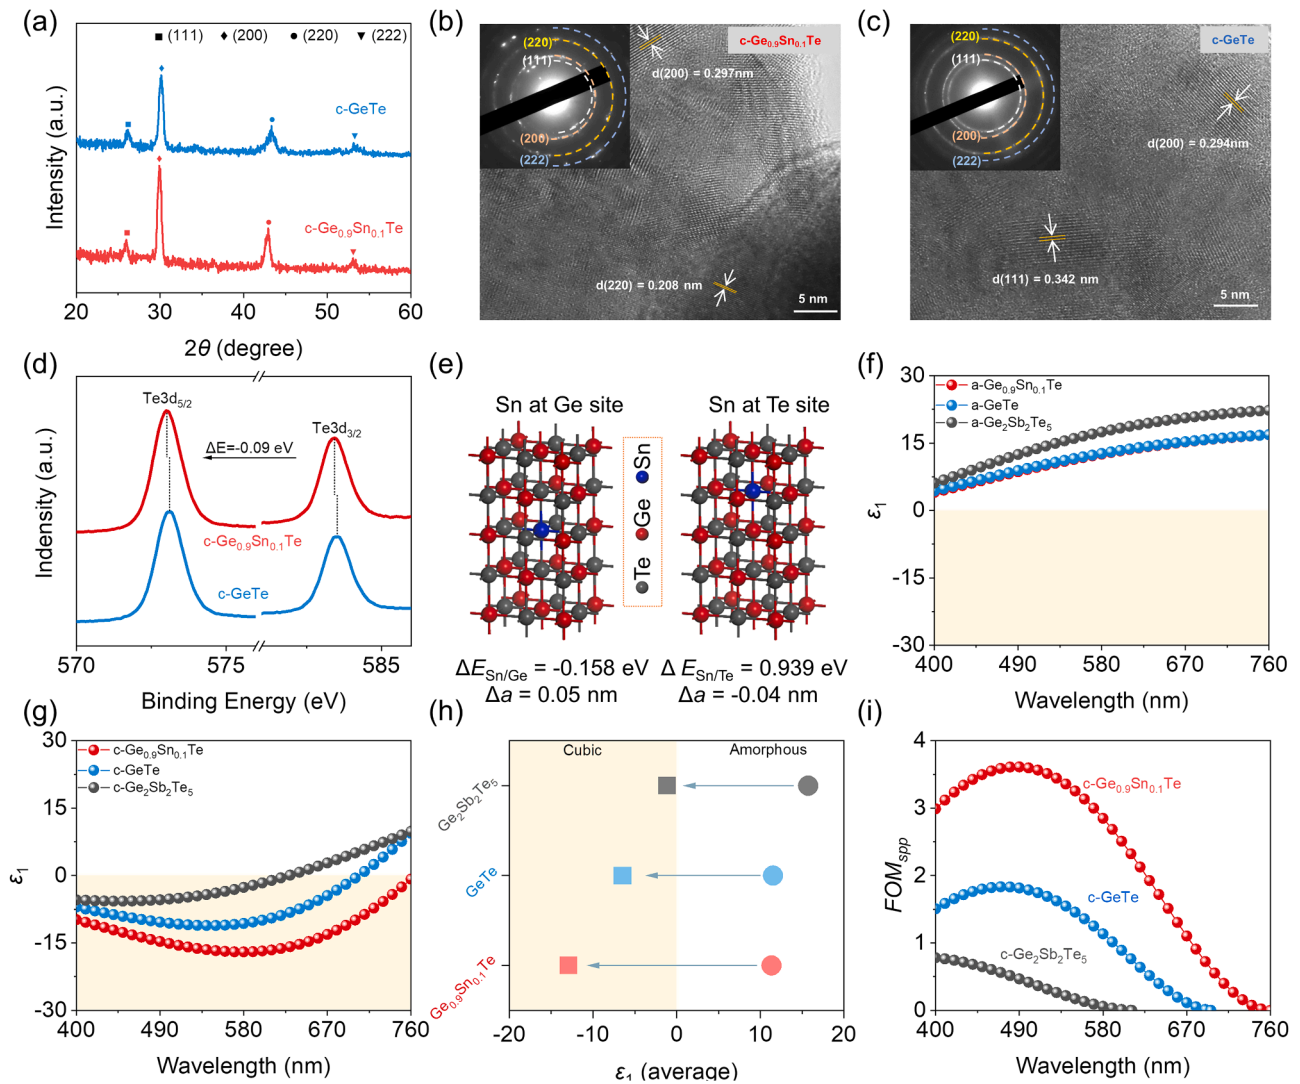 (a)
■ (111) ♦ (200) ● (220) ▼ (222)
c-GeTe
c-Ge0.9Sn0.1Te
Intensity (a.u.)
20 30 40 50 60
2θ (degree)
(b)
(220)
(111)
(200)
(222)
c-Ge0.9Sn0.1Te
d(200) = 0.297nm
d(220) = 0.208 nm
5 nm
(c)
(220)
(111)
(200)
(222)
c-GeTe
d(200) = 0.294nm
d(111) = 0.342 nm
5 nm
(d)
Te3d5/2
Te3d3/2
ΔE=-0.09 eV
c-Ge0.9Sn0.1Te
c-GeTe
Indensity (a.u.)
570 575 585
Binding Energy (eV)
(e)
Sn at Ge site
Sn at Te site
Sn
Ge
Te
ΔESn/Ge = -0.158 eV
Δa = 0.05 nm
Δ ESn/Te = 0.939 eV
Δa = -0.04 nm
(f)
a-Ge0.9Sn0.1Te
a-GeTe
a-Ge2Sb2Te5
30
15
0
-15
-30
ε1
400 490 580 670 760
Wavelength (nm)
(g)
c-Ge0.9Sn0.1Te
c-GeTe
c-Ge2Sb2Te5
30
15
0
-15
-30
ε1
400 490 580 670 760
Wavelength (nm)
(h)
Cubic
Amorphous
Ge2Sb2Te5
GeTe
Ge0.9Sn0.1Te
-20 -10 0 10 20
ε1 (average)
(i)
4
3
2
1
0
FOMspp
c-Ge0.9Sn0.1Te
c-GeTe
c-Ge2Sb2Te5
400 490 580 670 760
Wavelength (nm)